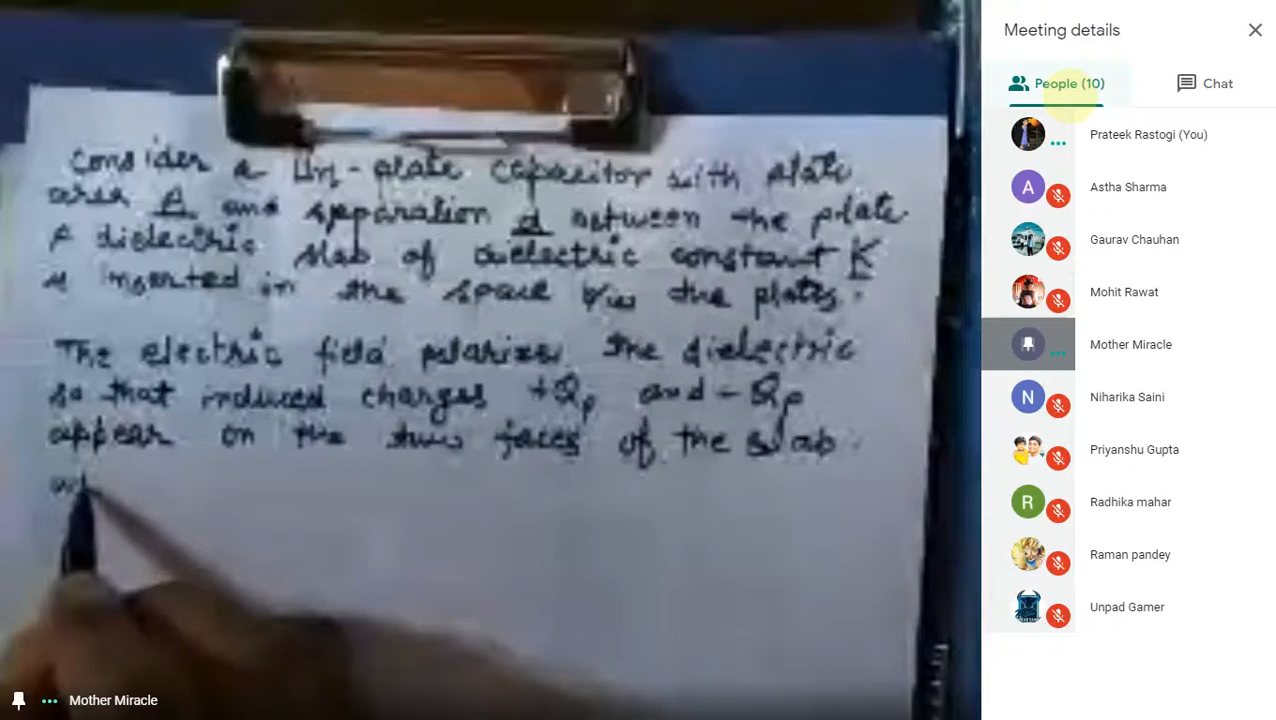 Consider a ||el - plate capacitor with plate
area A and sepparation d between the plate
A dielectric slab of dielectric constant K
is inserted in the space b/w the plates.
The electric field polarizes the dielectric
so that induced charges +Qp and - Qp
appear on the two faces of the slab.
Mother Miracle
Meeting details
People (10)
Chat
Prateek Rastogi (You)
A
Astha Sharma
Gaurav Chauhan
Mohit Rawat
Mother Miracle
N
Niharika Saini
Priyanshu Gupta
R
Radhika mahar
Raman pandey
Unpad Gamer